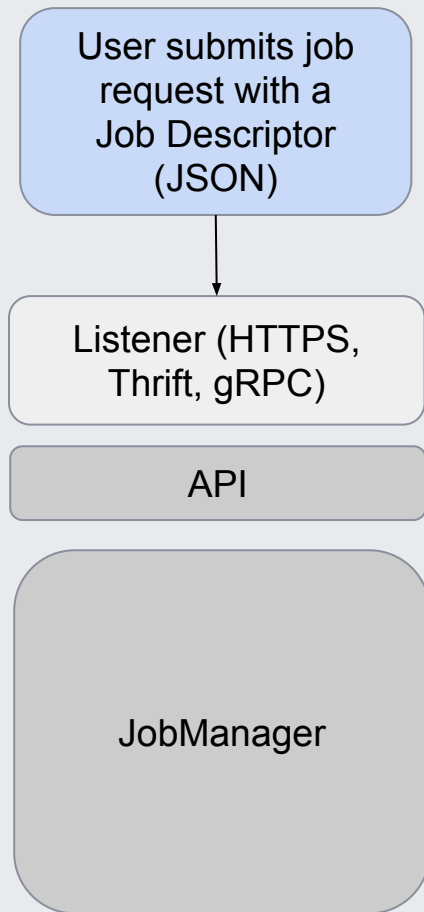 User submits job
request with a
Job Descriptor
(JSON)
Listener (HTTPS,
Thrift, gRPC)
API
JobManager